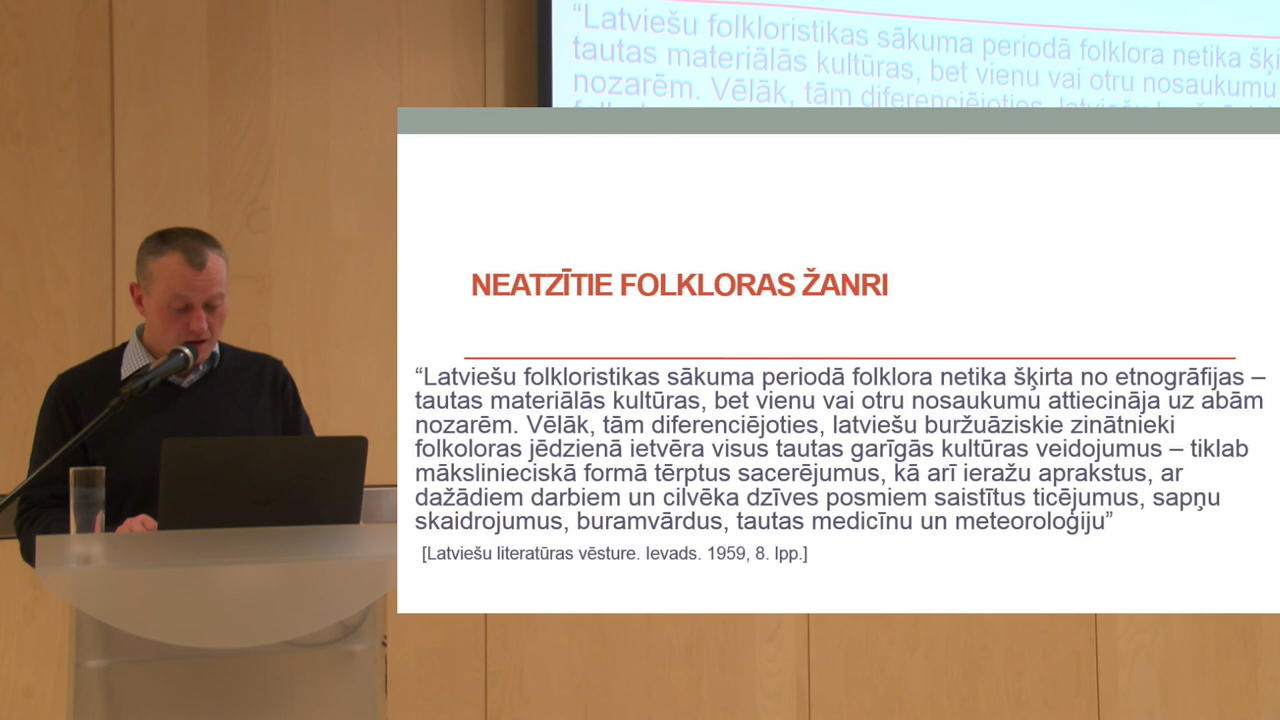 “Latviešu folkloristikas sākuma periodā folklora netika šķi
tautas materiālās kultūras, bet vienu vai otru nosaukumu
nozarēm. Vēlāk, tām diferenciējoties, latviešu
NEATZĪTIE FOLKLORAS ŽANRI
“Latviešu folkloristikas sākuma periodā folklora netika šķirta no etnogrāfijas –
tautas materiālās kultūras, bet vienu vai otru nosaukumu attiecināja uz abām
nozarēm. Vēlāk, tām diferenciējoties, latviešu buržuāziskie zinātnieki
folkoloras jēdzienā ietvēra visus tautas garīgās kultūras veidojumus – tiklab
mākslinieciskā formā tērptus sacerējumus, kā arī ieražu aprakstus, ar
dažādiem darbiem un cilvēka dzīves posmiem saistītus ticējumus, sapņu
skaidrojumus, buramvārdus, tautas medicīnu un meteoroloģiju”
[Latviešu literatūras vēsture. Ievads. 1959, 8. lpp.]